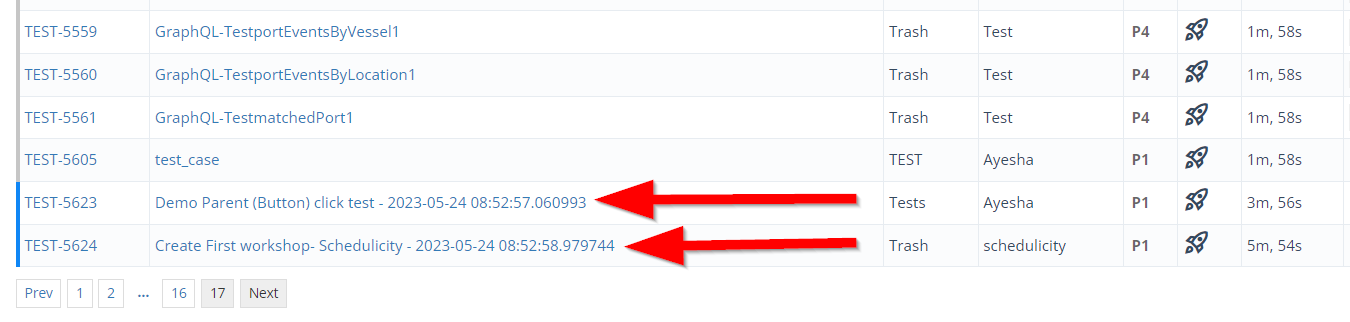 TEST-5559 GraphQL-TestportEventsByVessel1 Trash Test P4 1m, 58s
TEST-5560 GraphQL-TestportEventsByLocation1 Trash Test P4 1m, 58s
TEST-5561 GraphQL-TestmatchedPort1 Trash Test P4 1m, 58s
TEST-5605 test_case TEST Ayesha P1 1m, 58s
TEST-5623 Demo Parent (Button) click test - 2023-05-24 08:52:57.060993 Tests Ayesha P1 3m, 56s
TEST-5624 Create First workshop- Schedulicity - 2023-05-24 08:52:58.979744 Trash schedulicity P1 5m, 54s
Prev 1 2 ... 16 17 Next